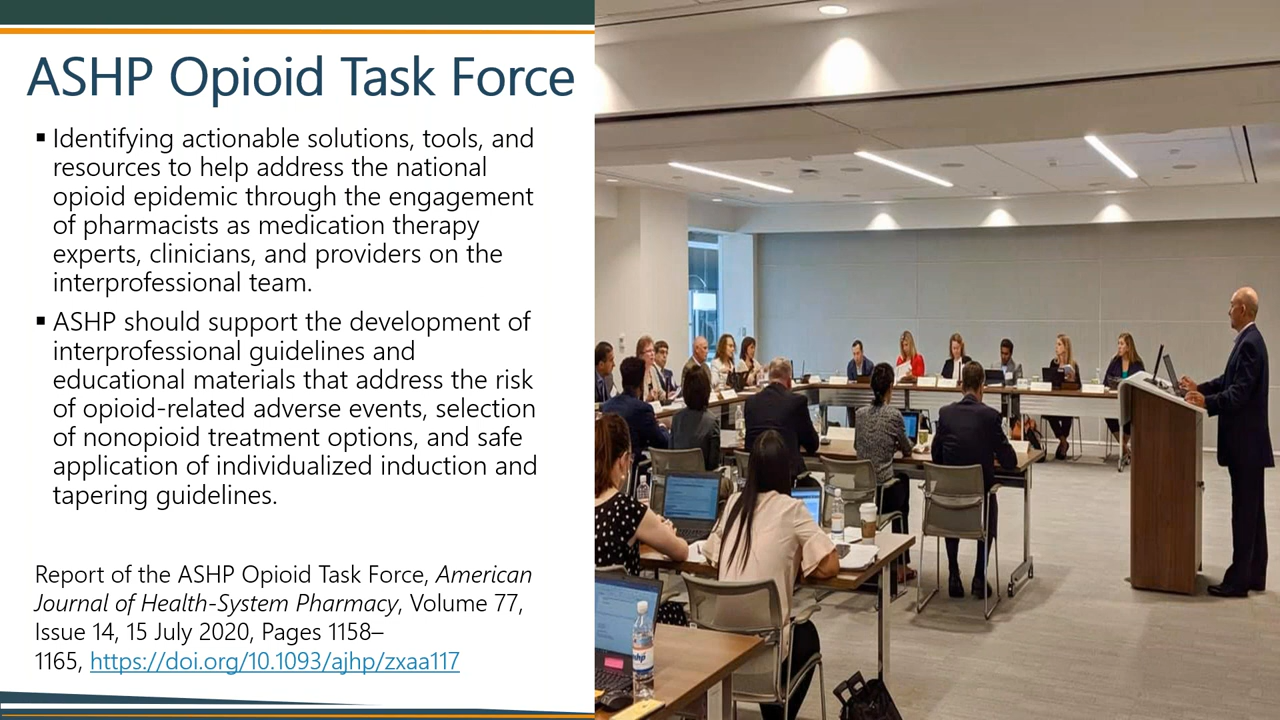 ASHP Opioid Task Force
▪ Identifying actionable solutions, tools, and
resources to help address the national
opioid epidemic through the engagement
of pharmacists as medication therapy
experts, clinicians, and providers on the
interprofessional team.
▪ ASHP should support the development of
interprofessional guidelines and
educational materials that address the risk
of opioid-related adverse events, selection
of nonopioid treatment options, and safe
application of individualized induction and
tapering guidelines.
Report of the ASHP Opioid Task Force, American
Journal of Health-System Pharmacy, Volume 77,
Issue 14, 15 July 2020, Pages 1158–
1165, https://doi.org/10.1093/ajhp/zxaa117
ashp